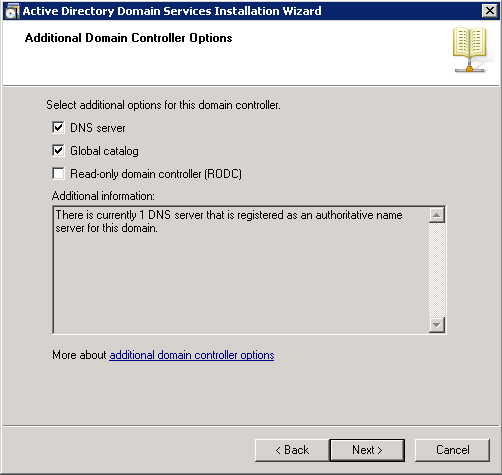 Active Directory Domain Services Installation Wizard
Additional Domain Controller Options
Select additional options for this domain controller.
DNS server
Global catalog
Read-only domain controller (RODC)
Additional information:
There is currently 1 DNS server that is registered as an authoritative name
server for this domain.
More about additional domain controller options
< Back
Next >
Cancel